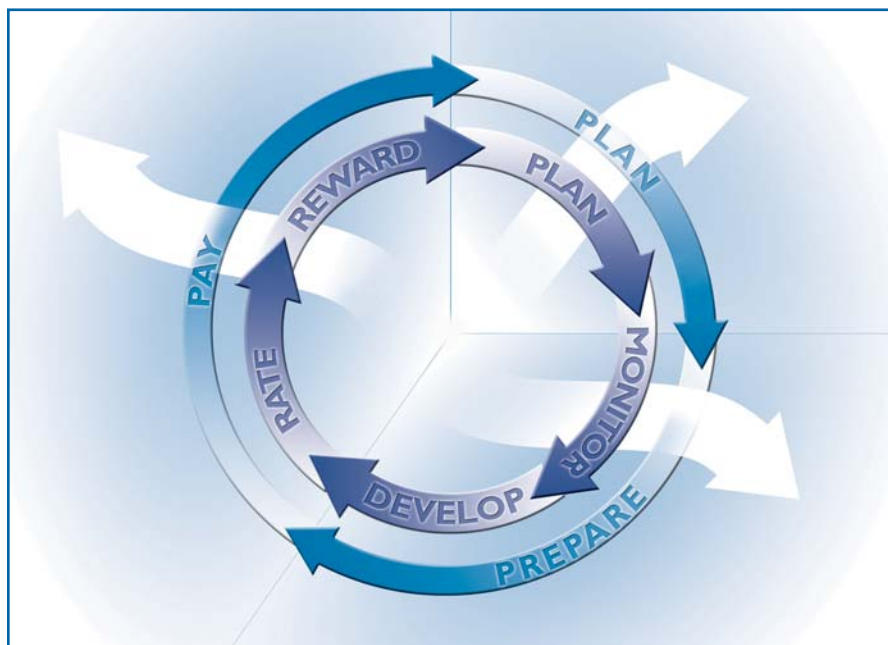 PLAN
PREPARE
PAY
PLAN
MONITOR
DEVELOP
RATE
REWARD